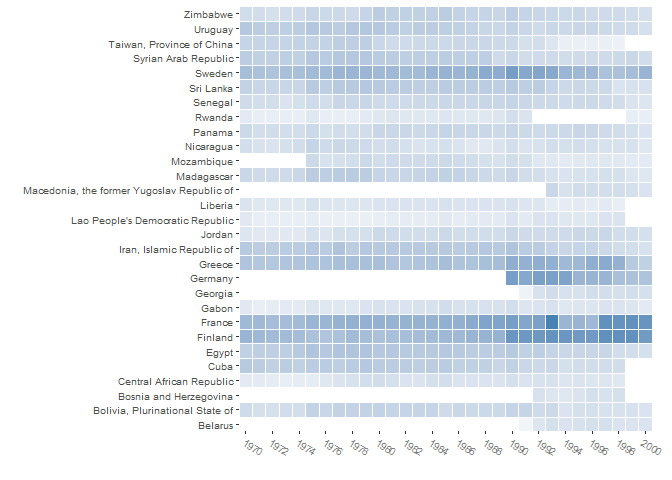 Zimbabwe
Uruguay
Taiwan, Province of China
Syrian Arab Republic
Sweden
Sri Lanka
Senegal
Rwanda
Panama
Nicaragua
Mozambique
Madagascar
Macedonia, the former Yugoslav Republic of
Liberia
Lao People's Democratic Republic
Jordan
Iran, Islamic Republic of
Greece
Germany
Georgia
Gabon
France
Finland
Egypt
Cuba
Central African Republic
Bosnia and Herzegovina
Bolivia, Plurinational State of
Belarus
1970 1972 1974 1976 1978 1980 1982 1984 1986 1988 1990 1992 1994 1996 1998 2000